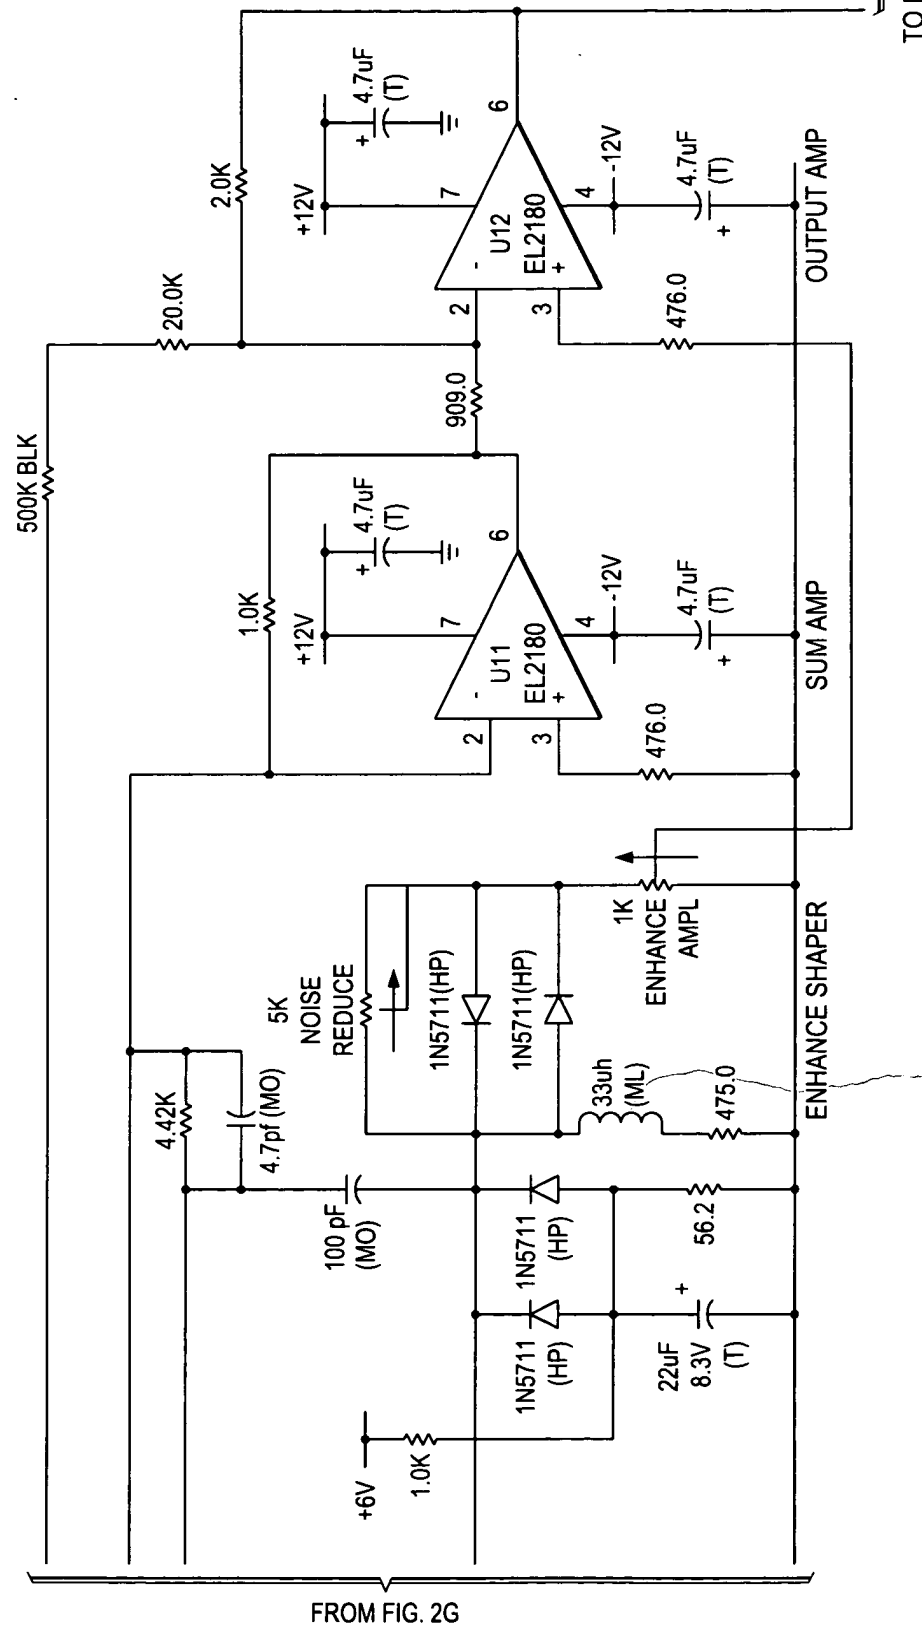 FROM FIG. 2G
+6V
1.0K
22uF
8.3V
(T)
+
1N5711
(HP)
1N5711
(HP)
56.2
100 pF
(MO)
4.42K
4.7pf (MO)
33uh
(ML)
475.0
5K
NOISE
REDUCE
1N5711(HP)
1N5711(HP)
1K
ENHANCE
AMPL
ENHANCE SHAPER
476.0
2
3
-
+
U11
EL2180
7
4
6
+12V
-12V
4.7uF
(T)
+
4.7uF
(T)
+
1.0K
SUM AMP
500K BLK
909.0
20.0K
2.0K
476.0
2
3
-
+
U12
EL2180
7
4
6
+12V
-12V
4.7uF
(T)
+
4.7uF
(T)
+
OUTPUT AMP
TO